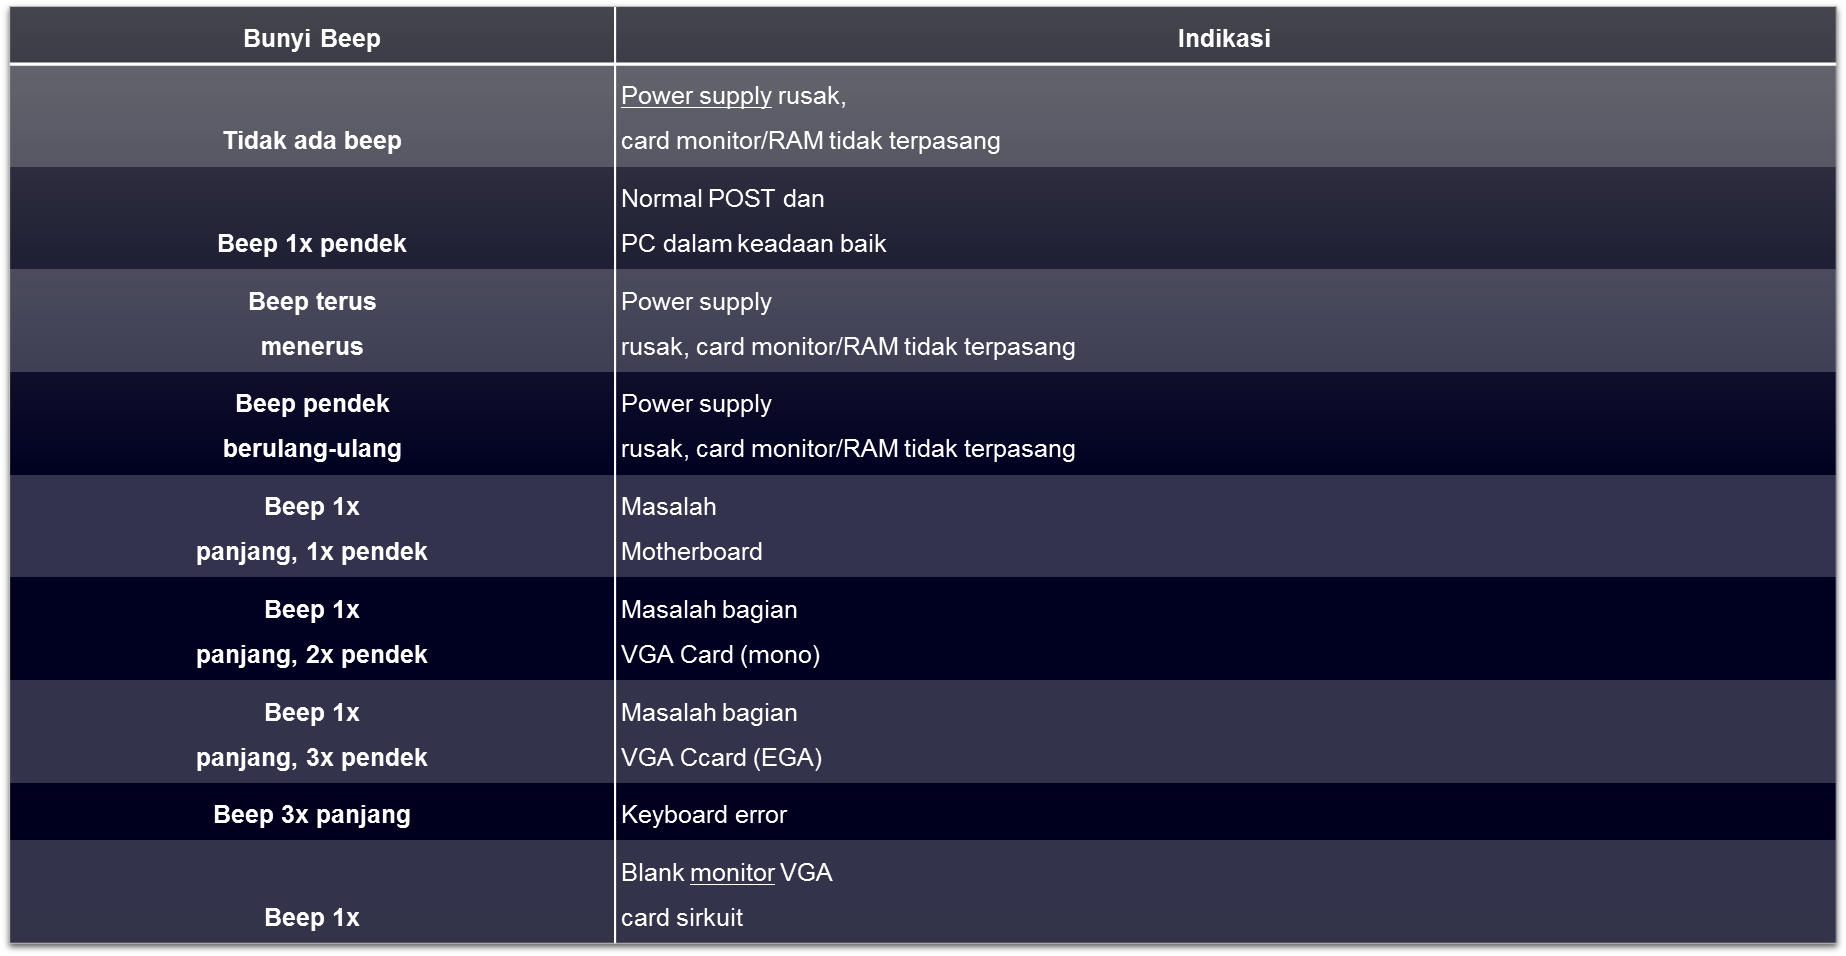 Bunyi Beep
Indikasi
Tidak ada beep
Power supply rusak,
card monitor/RAM tidak terpasang
Beep 1x pendek
Normal POST dan
PC dalam keadaan baik
Beep terus
menerus
Power supply
rusak, card monitor/RAM tidak terpasang
Beep pendek
berulang-ulang
Power supply
rusak, card monitor/RAM tidak terpasang
Beep 1x
panjang, 1x pendek
Masalah
Motherboard
Beep 1x
panjang, 2x pendek
Masalah bagian
VGA Card (mono)
Beep 1x
panjang, 3x pendek
Masalah bagian
VGA Ccard (EGA)
Beep 3x panjang
Keyboard error
Beep 1x
Blank monitor VGA
card sirkuit